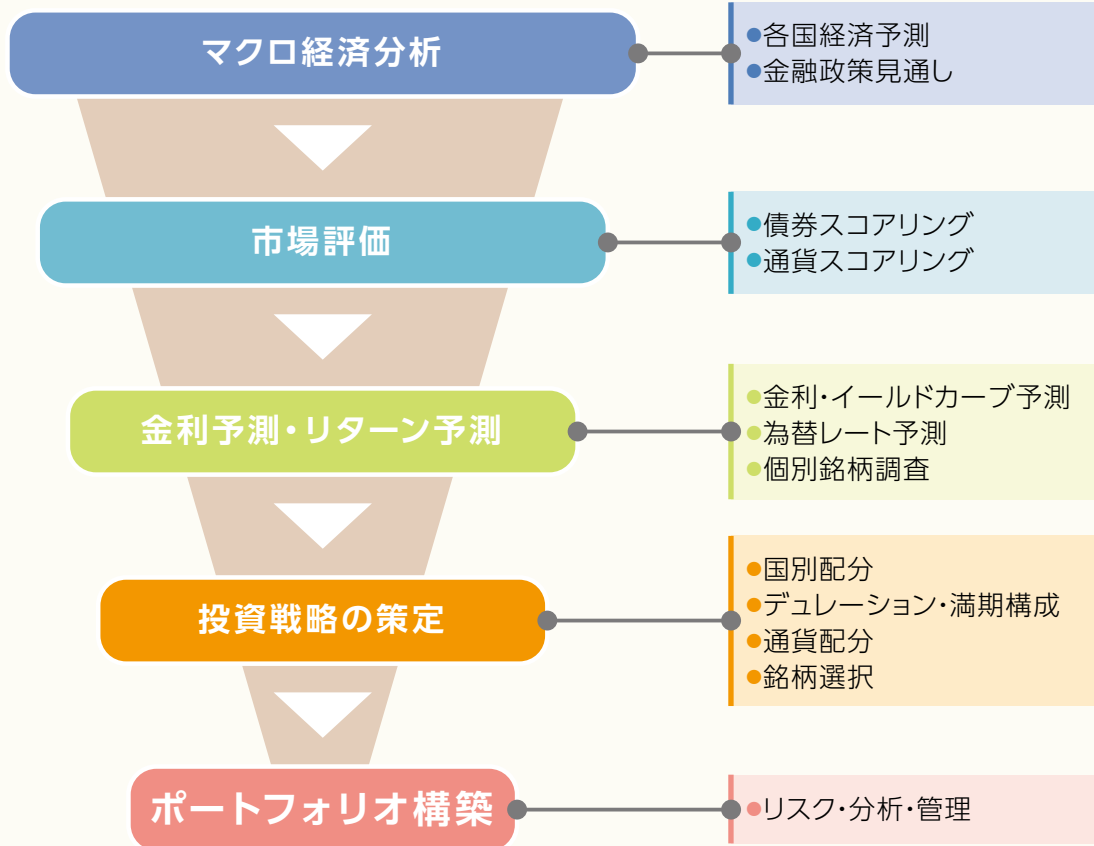 マクロ経済分析
●各国経済予測
●金融政策見通し
市場評価
●債券スコアリング
●通貨スコアリング
金利予測・リターン予測
●金利・イールドカーブ予測
●為替レート予測
●個別銘柄調査
投資戦略の策定
●国別配分
●デュレーション・満期構成
●通貨配分
●銘柄選択
ポートフォリオ構築
●リスク・分析・管理